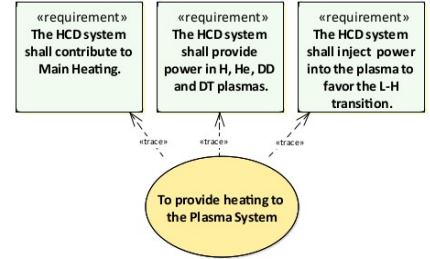 «requirement»
The HCD system
shall contribute to
Main Heating.
«requirement»
The HCD system
shall provide
power in H, He, DD
and DT plasmas.
«requirement»
The HCD system
shall inject power
into the plasma to
favor the L-H
transition.
«trace»
«trace»
«trace»
To provide heating to
the Plasma System